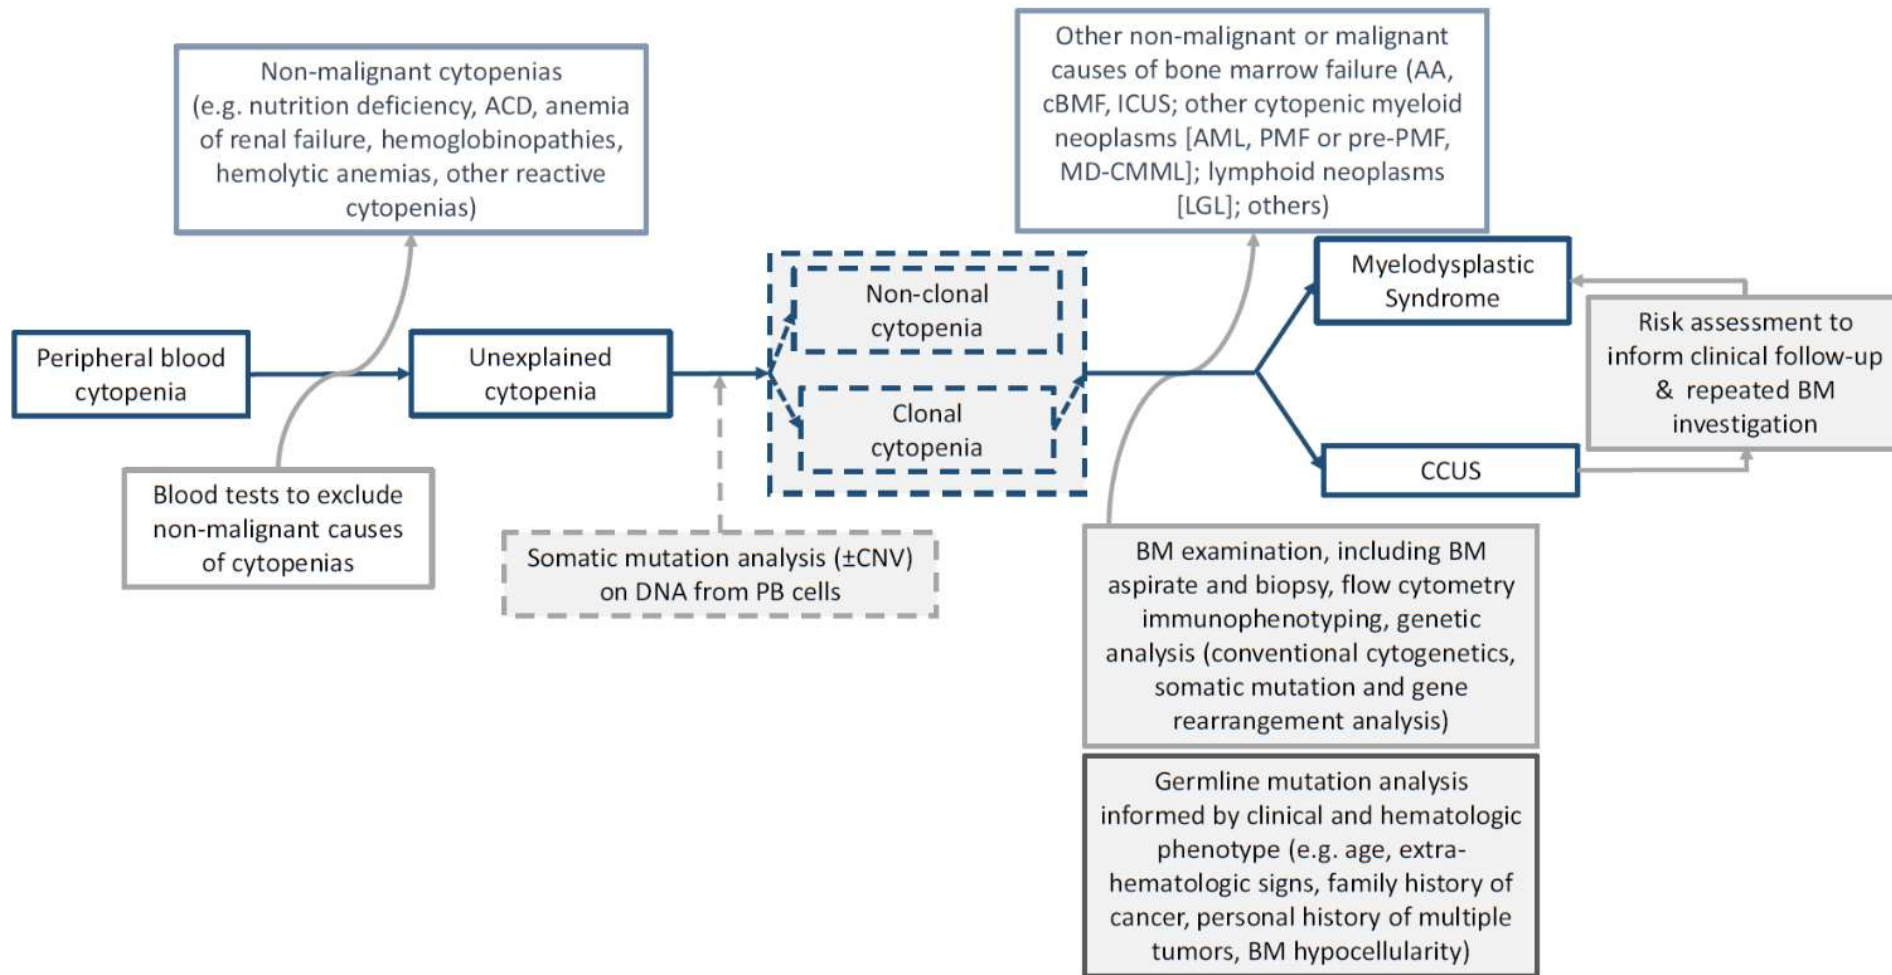 Non-malignant cytopenias
(e.g. nutrition deficiency, ACD, anemia
of renal failure, hemoglobinopathies,
hemolytic anemias, other reactive
cytopenias)
Other non-malignant or malignant
causes of bone marrow failure (AA,
cBMF, ICUS; other cytopenic myeloid
neoplasms [AML, PMF or pre-PMF,
MD-CMML]; lymphoid neoplasms
[LGL]; others)
Peripheral blood
cytopenia
Unexplained
cytopenia
Non-clonal
cytopenia
Clonal
cytopenia
Myelodysplastic
Syndrome
CCUS
Risk assessment to
inform clinical follow-up
& repeated BM
investigation
Blood tests to exclude
non-malignant causes
of cytopenias
Somatic mutation analysis (±CNV)
on DNA from PB cells
BM examination, including BM
aspirate and biopsy, flow cytometry
immunophenotyping, genetic
analysis (conventional cytogenetics,
somatic mutation and gene
rearrangement analysis)
Germline mutation analysis
informed by clinical and hematologic
phenotype (e.g. age, extra-
hematologic signs, family history of
cancer, personal history of multiple
tumors, BM hypocellularity)